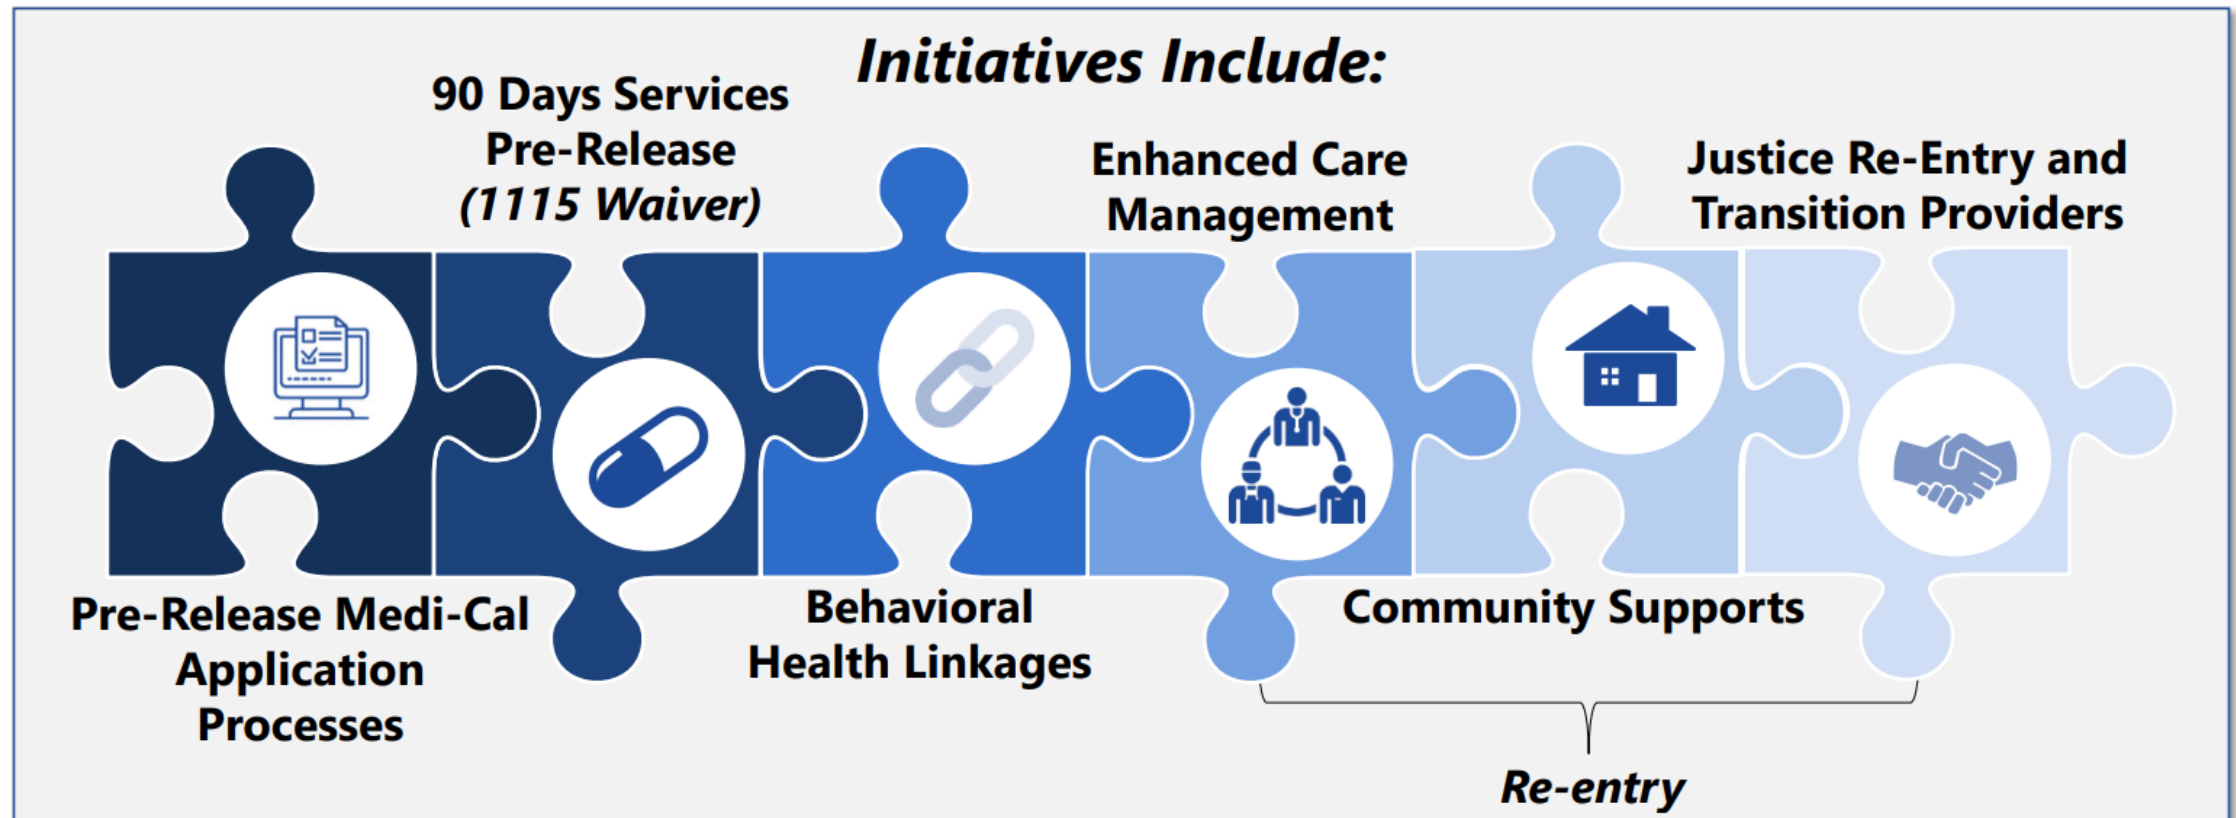 Initiatives Include:
Pre-Release Medi-Cal
Application
Processes
90 Days Services
Pre-Release
(1115 Waiver)
Behavioral
Health Linkages
Enhanced Care
Management
Community Supports
Justice Re-Entry and
Transition Providers
Re-entry